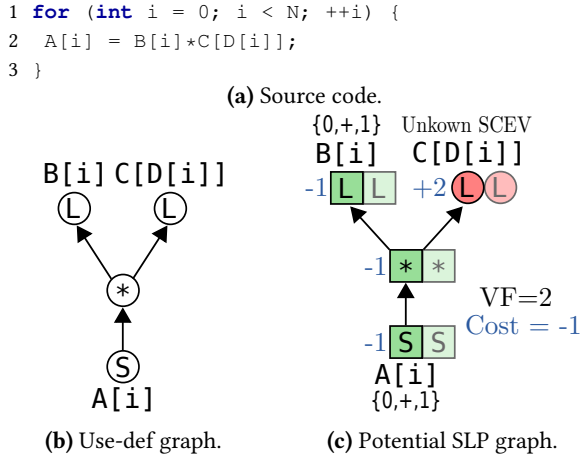 1 for (int i = 0; i < N; ++i) {
2 A[i] = B[i]*C[D[i]];
3 }
(a) Source code.
B[i] C[D[i]]
L L
*
S
A[i]
(b) Use-def graph.
{0,+,1} Unkown SCEV
B[i] C[D[i]]
-1 L L +2 L L
-1 * *
VF=2
Cost = -1
-1 S S
A[i]
{0,+,1}
(c) Potential SLP graph.